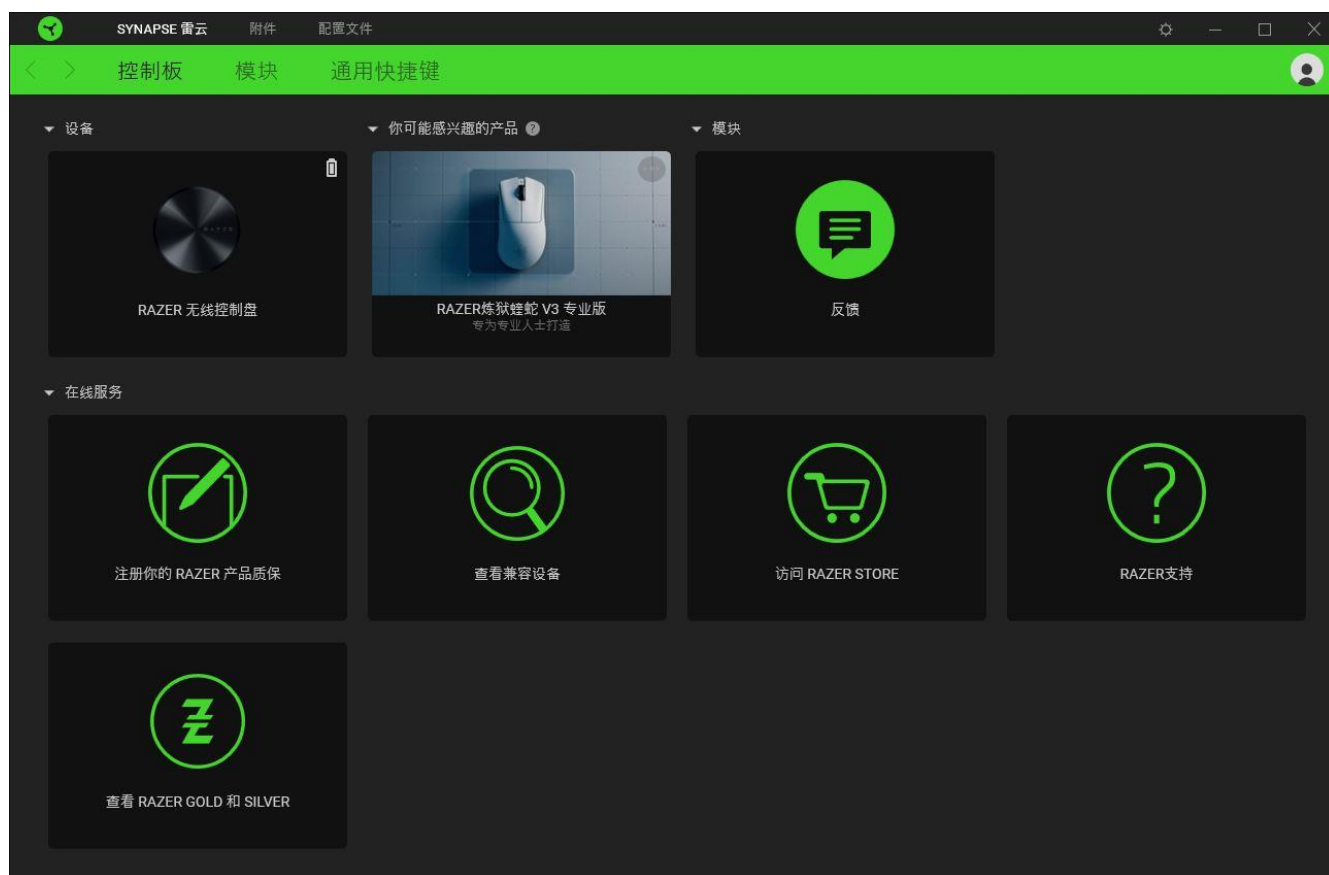 SYNAPSE 雷云 附件 配置文件
控制板 模块 通用快捷键
设备 你可能感兴趣的产品 ? 模块
RAZER 无线控制盘 RAZER炼狱蝰蛇 V3 专业版 反馈
专为专业人士打造
在线服务
注册你的 RAZER 产品质保 查看兼容设备 访问 RAZER STORE RAZER支持
查看 RAZER GOLD 和 SILVER